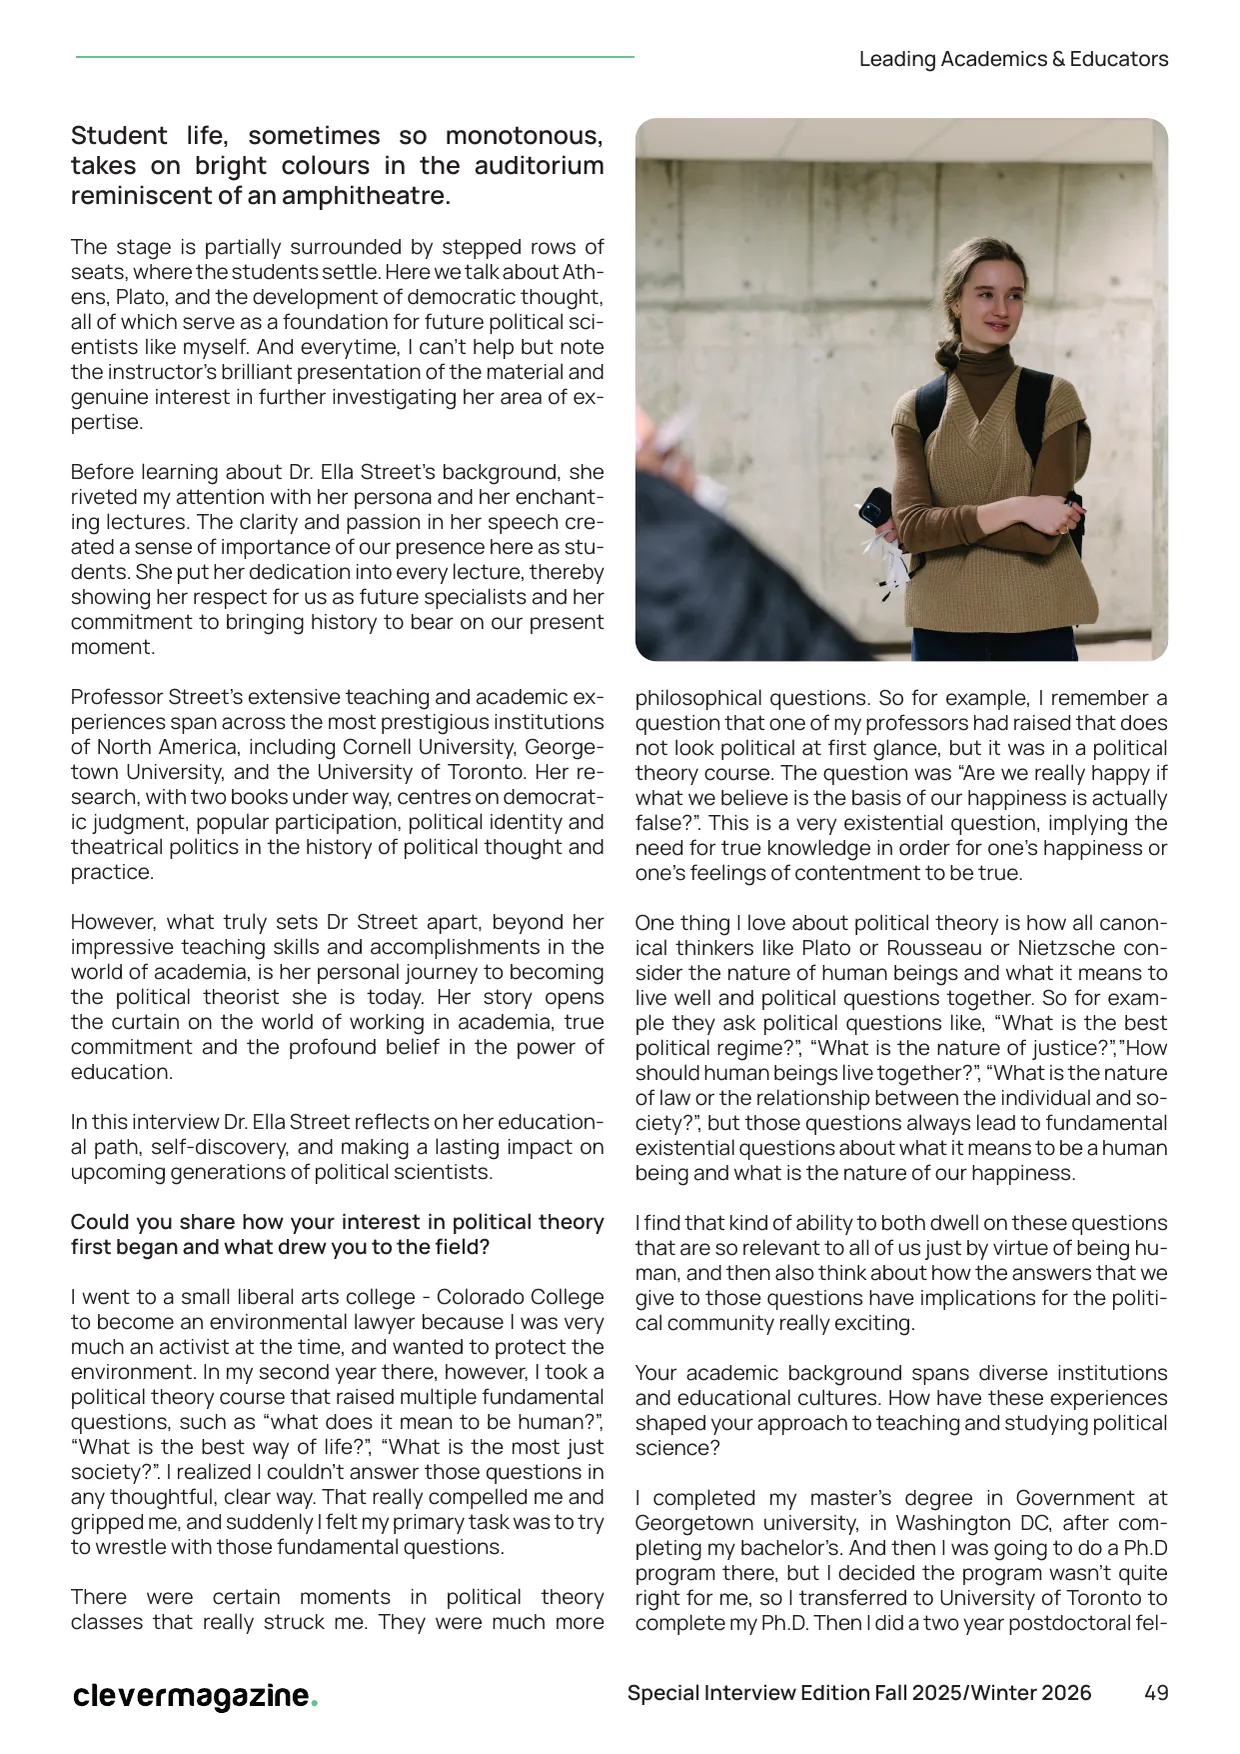 Leading Academics & Educators
Student life, sometimes so monotonous,
takes on bright colours in the auditorium
reminiscent of an amphitheatre.
The stage is partially surrounded by stepped rows of
seats, where the students settle. Here we talk about Ath-
ens, Plato, and the development of democratic thought,
all of which serve as a foundation for future political sci-
entists like myself. And everytime, I can't help but note
the instructor's brilliant presentation of the material and
genuine interest in further investigating her area of ex-
pertise.
Before learning about Dr. Ella Street's background, she
riveted my attention with her persona and her enchant-
ing lectures. The clarity and passion in her speech cre-
ated a sense of importance of our presence here as stu-
dents. She put her dedication into every lecture, thereby
showing her respect for us as future specialists and her
commitment to bringing history to bear on our present
moment.
Professor Street's extensive teaching and academic ex-
periences span across the most prestigious institutions
of North America, including Cornell University, George-
town University, and the University of Toronto. Her re-
search, with two books under way, centres on democrat-
ic judgment, popular participation, political identity and
theatrical politics in the history of political thought and
practice.
However, what truly sets Dr Street apart, beyond her
impressive teaching skills and accomplishments in the
world of academia, is her personal journey to becoming
the political theorist she is today. Her story opens
the curtain on the world of working in academia, true
commitment and the profound belief in the power of
education.
In this interview Dr. Ella Street reflects on her education-
al path, self-discovery, and making a lasting impact on
upcoming generations of political scientists.
Could you share how your interest in political theory
first began and what drew you to the field?
I went to a small liberal arts college - Colorado College
to become an environmental lawyer because I was very
much an activist at the time, and wanted to protect the
environment. In my second year there, however, I took a
political theory course that raised multiple fundamental
questions, such as “what does it mean to be human?”,
“What is the best way of life?”, “What is the most just
society?”. I realized I couldn't answer those questions in
any thoughtful, clear way. That really compelled me and
gripped me, and suddenly I felt my primary task was to try
to wrestle with those fundamental questions.
There were certain moments in political theory
classes that really struck me. They were much more
philosophical questions. So for example, I remember a
question that one of my professors had raised that does
not look political at first glance, but it was in a political
theory course. The question was “Are we really happy if
what we believe is the basis of our happiness is actually
false?”. This is a very existential question, implying the
need for true knowledge in order for one's happiness or
one's feelings of contentment to be true.
One thing I love about political theory is how all canon-
ical thinkers like Plato or Rousseau or Nietzsche con-
sider the nature of human beings and what it means to
live well and political questions together. So for exam-
ple they ask political questions like, “What is the best
political regime?”, “What is the nature of justice?”,”How
should human beings live together?”, “What is the nature
of law or the relationship between the individual and so-
ciety?”, but those questions always lead to fundamental
existential questions about what it means to be a human
being and what is the nature of our happiness.
I find that kind of ability to both dwell on these questions
that are so relevant to all of us just by virtue of being hu-
man, and then also think about how the answers that we
give to those questions have implications for the politi-
cal community really exciting.
Your academic background spans diverse institutions
and educational cultures. How have these experiences
shaped your approach to teaching and studying political
science?
I completed my master's degree in Government at
Georgetown university, in Washington DC, after com-
pleting my bachelor's. And then I was going to do a Ph.D
program there, but I decided the program wasn't quite
right for me, so I transferred to University of Toronto to
complete my Ph.D. Then I did a two year postdoctoral fel-
clevermagazine.
Special Interview Edition Fall 2025/Winter 2026 49